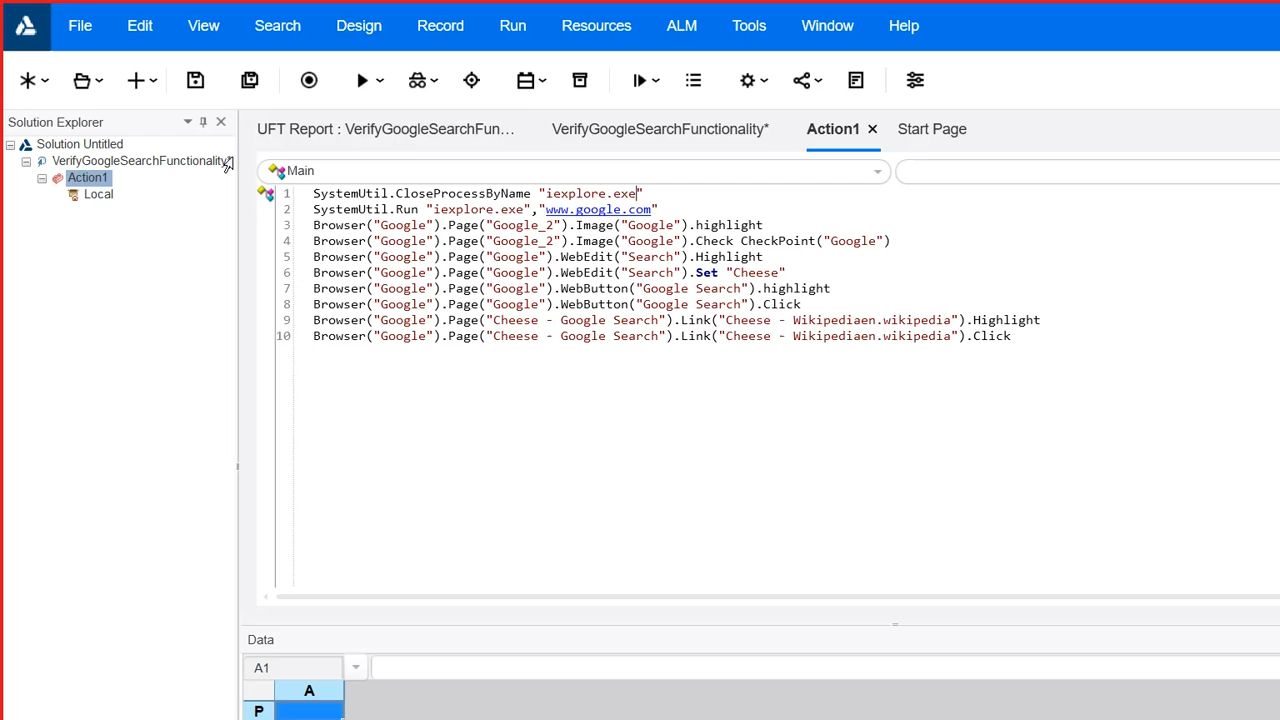 File Edit View Search Design Record Run Resources ALM Tools Window Help
Solution Explorer
Solution Untitled
VerifyGoogleSearchFunctionality*
Action1
Local
UFT Report : VerifyGoogleSearchFun... VerifyGoogleSearchFunctionality* Action1 Start Page
Main
1 SystemUtil.CloseProcessByName "iexplore.exe"
2 SystemUtil.Run "iexplore.exe","www.google.com"
3 Browser("Google").Page("Google_2").Image("Google").highlight
4 Browser("Google").Page("Google_2").Image("Google").Check CheckPoint("Google")
5 Browser("Google").Page("Google").WebEdit("Search").Highlight
6 Browser("Google").Page("Google").WebEdit("Search").Set "Cheese"
7 Browser("Google").Page("Google").WebButton("Google Search").highlight
8 Browser("Google").Page("Google").WebButton("Google Search").Click
9 Browser("Google").Page("Cheese - Google Search").Link("Cheese - Wikipediaen.wikipedia").Highlight
10 Browser("Google").Page("Cheese - Google Search").Link("Cheese - Wikipediaen.wikipedia").Click
Data
A1
A
P